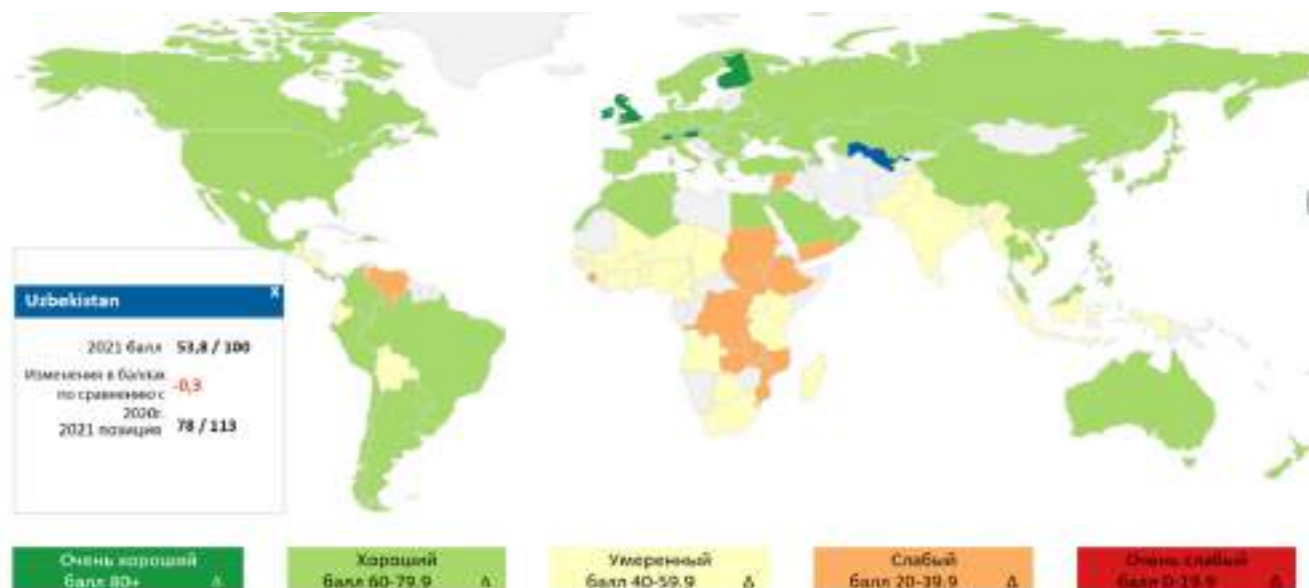 Uzbekistan X
2021 балл 53,8 / 100
Изменения в баллах
по сравнению с -0,3
2020г.
2021 позиция 78 / 113
Очень хороший
балл 80+ Δ
Хороший
балл 60-79.9 Δ
Умеренный
балл 40-59.9 Δ
Слабый
балл 20-39.9 Δ
Очень слабый
балл 0-19.9 Δ